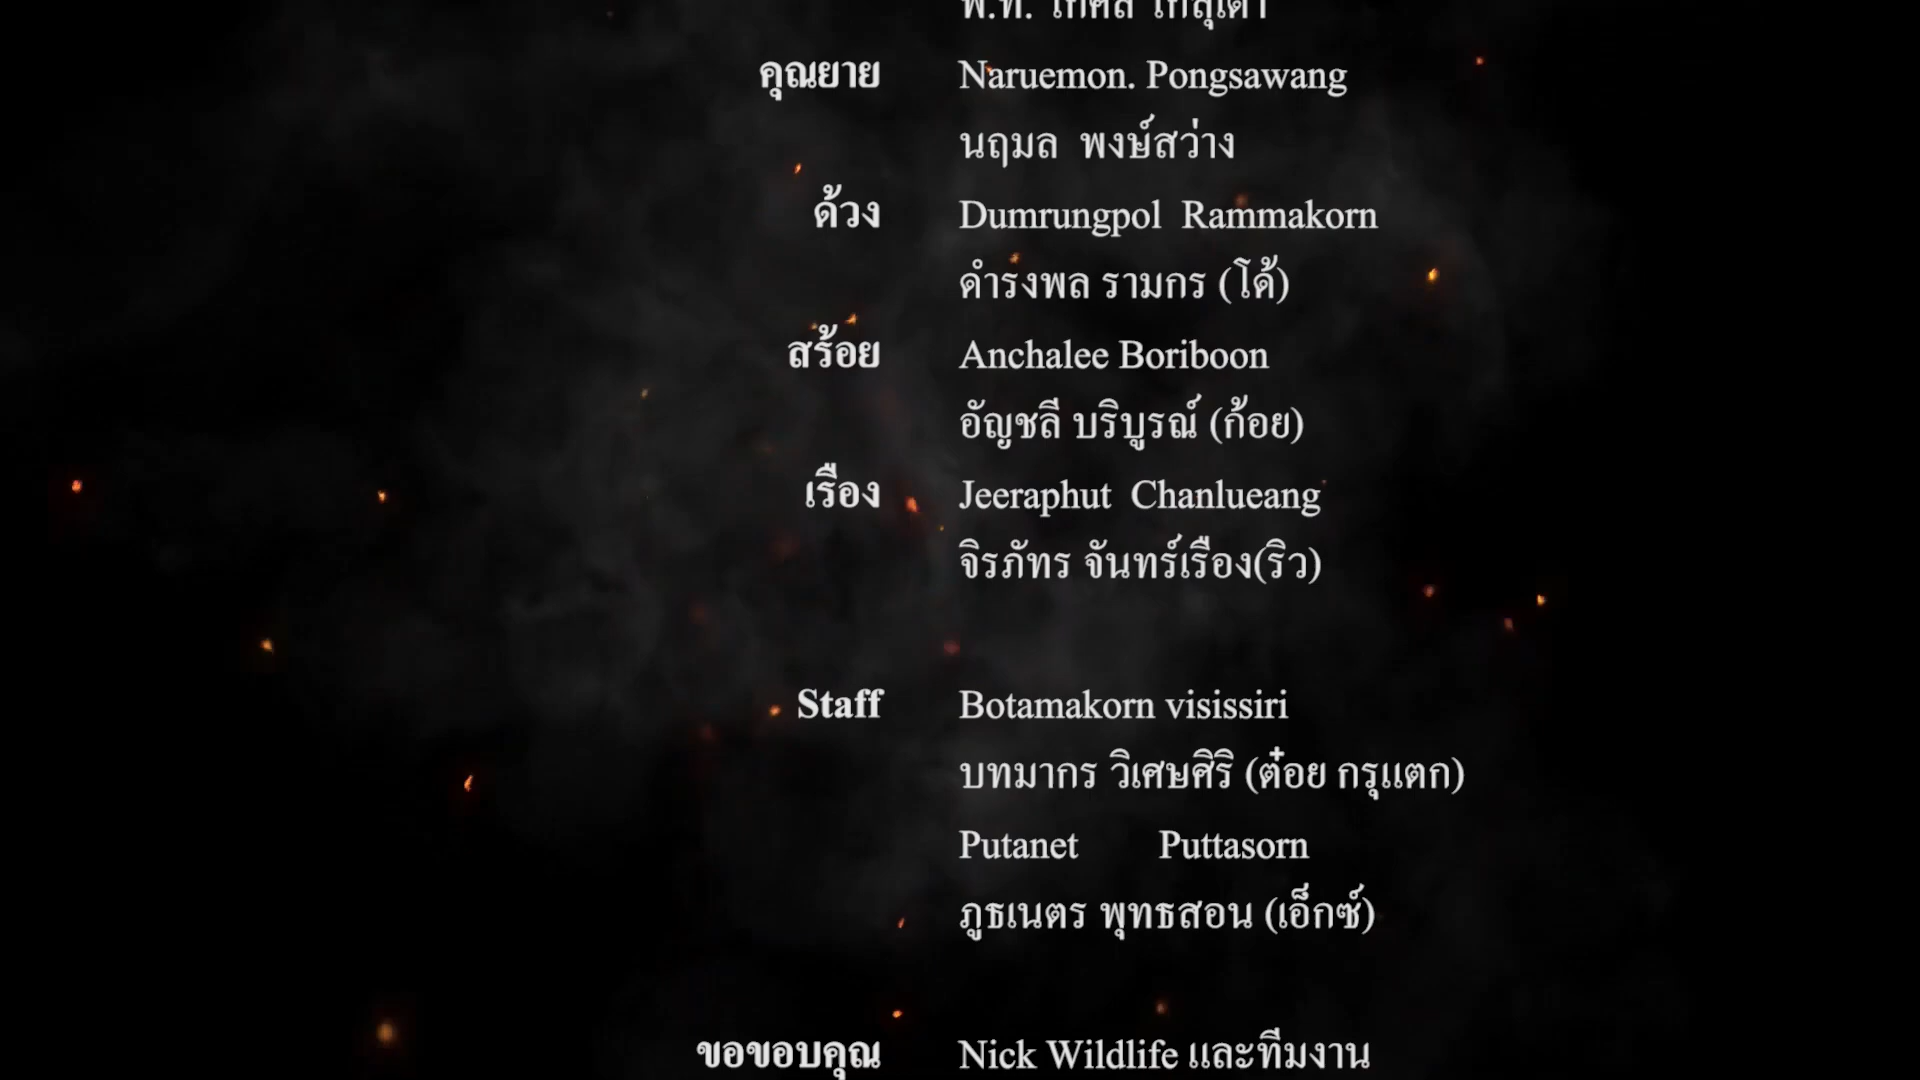 คุณยาย Naruemon. Pongsawang
นฤมล พงษ์สว่าง
ด้วง Dumrungpol Rammakorn
ดำรงพล รามกร (โด้)
สร้อย Anchalee Boriboon
อัญชลี บริบูรณ์ (ก้อย)
เรือง Jeeraphut Chanlueang
จิรภัทร จันทร์เรือง(ริว)
Staff Botamakorn visissiri
บทมากร วิเศษศิริ (ต๋อย กรุแตก)
Putanet Puttasorn
ภูธเนตร พุทธสอน (เอ็กซ์)
ขอขอบคุณ Nick Wildlife และทีมงาน